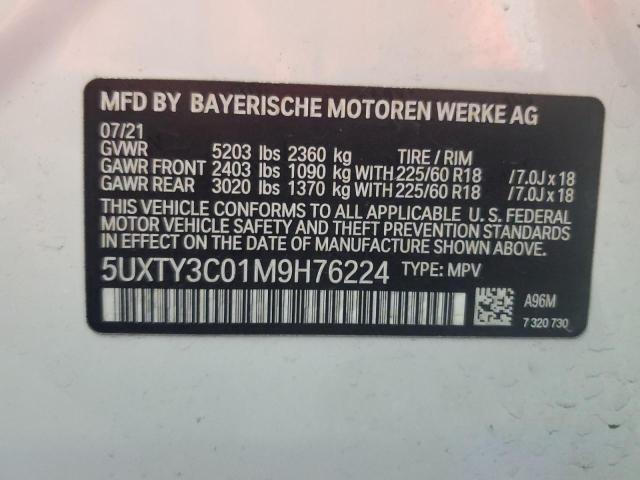 MFD BY BAYERISCHE MOTOREN WERKE AG
07/21
GVWR 5203 lbs 2360 kg TIRE / RIM
GAWR FRONT 2403 lbs 1090 kg WITH 225/60 R18 /7.0J x 18
GAWR REAR 3020 lbs 1370 kg WITH 225/60 R18 /7.0J x 18
THIS VEHICLE CONFORMS TO ALL APPLICABLE U. S. FEDERAL
MOTOR VEHICLE SAFETY AND THEFT PREVENTION STANDARDS
IN EFFECT ON THE DATE OF MANUFACTURE SHOWN ABOVE.
5UXTY3C01M9H76224 TYPE: MPV
A96M
7 320 730